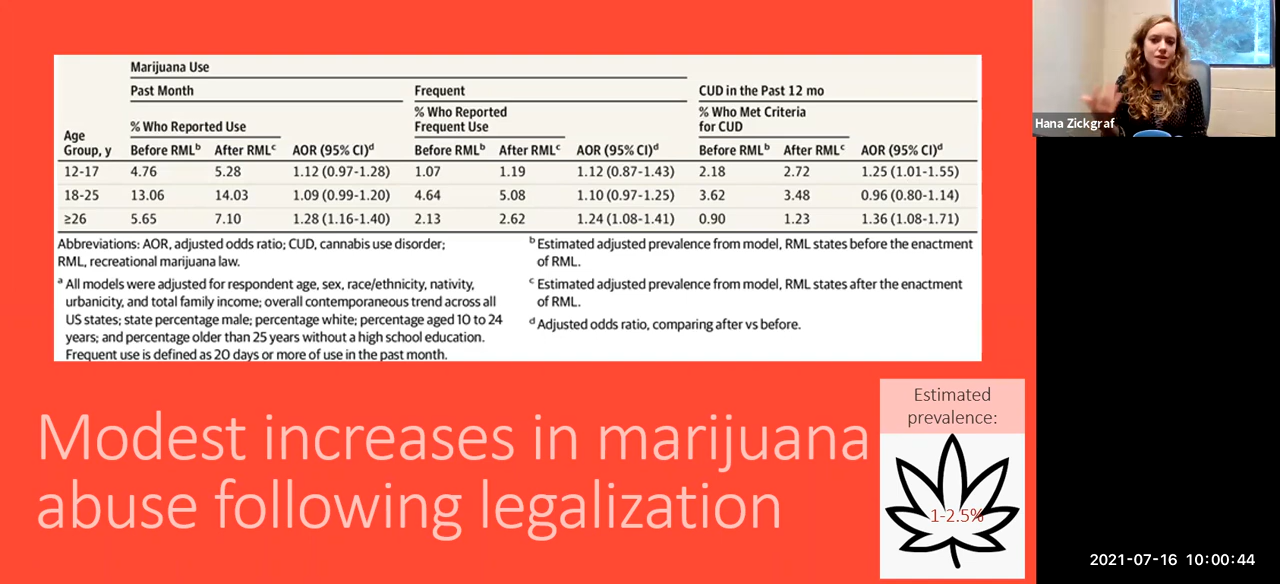 Marijuana Use
Past Month Frequent CUD in the Past 12 mo
Age Group, y % Who Reported Use % Who Reported Frequent Use % Who Met Criteria for CUD
Before RMLb After RMLc AOR (95% CI)d Before RMLb After RMLc AOR (95% CI)d Before RMLb After RMLc AOR (95% CI)d
12-17 4.76 5.28 1.12 (0.97-1.28) 1.07 1.19 1.12 (0.87-1.43) 2.18 2.72 1.25 (1.01-1.55)
18-25 13.06 14.03 1.09 (0.99-1.20) 4.64 5.08 1.10 (0.97-1.25) 3.62 3.48 0.96 (0.80-1.14)
≥26 5.65 7.10 1.28 (1.16-1.40) 2.13 2.62 1.24 (1.08-1.41) 0.90 1.23 1.36 (1.08-1.71)
Abbreviations: AOR, adjusted odds ratio; CUD, cannabis use disorder;
RML, recreational marijuana law.
a All models were adjusted for respondent age, sex, race/ethnicity, nativity,
urbanicity, and total family income; overall contemporaneous trend across all
US states; state percentage male; percentage white; percentage aged 10 to 24
years; and percentage older than 25 years without a high school education.
Frequent use is defined as 20 days or more of use in the past month.
b Estimated adjusted prevalence from model, RML states before the enactment
of RML.
c Estimated adjusted prevalence from model, RML states after the enactment
of RML.
d Adjusted odds ratio, comparing after vs before.
Modest increases in marijuana
abuse following legalization
Estimated
prevalence:
1-2.5%
Hana Zickgraf
2021-07-16 10:00:44